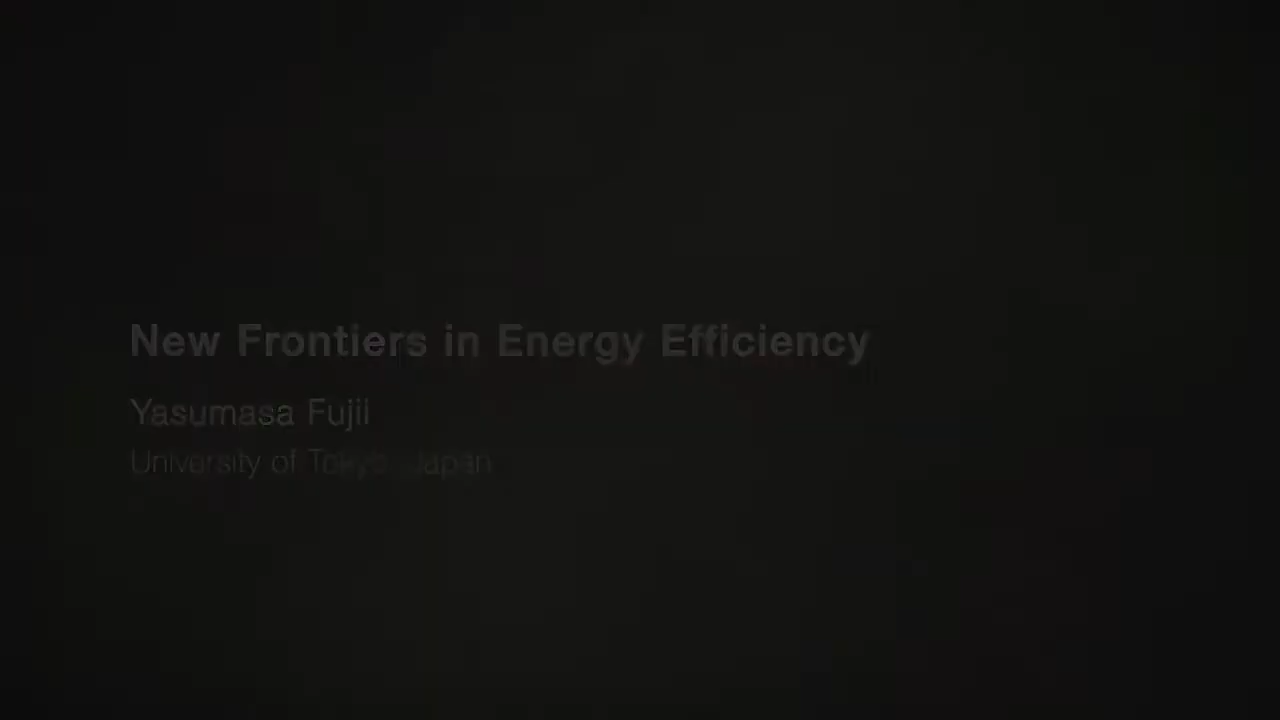 New Frontiers in Energy Efficiency
Yasumasa Fujii
University of Tokyo, Japan